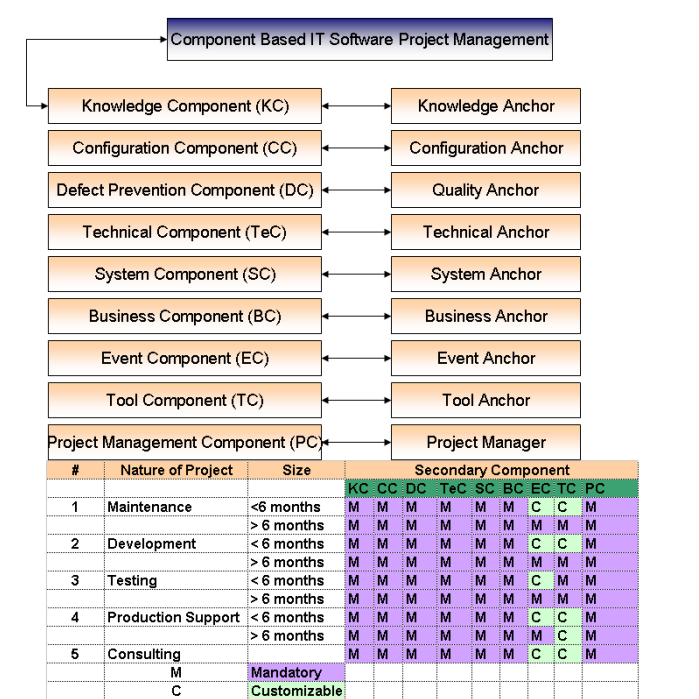 Component Based IT Software Project Management
Knowledge Component (KC) Knowledge Anchor
Configuration Component (CC) Configuration Anchor
Defect Prevention Component (DC) Quality Anchor
Technical Component (TeC) Technical Anchor
System Component (SC) System Anchor
Business Component (BC) Business Anchor
Event Component (EC) Event Anchor
Tool Component (TC) Tool Anchor
Project Management Component (PC) Project Manager
# Nature of Project Size Secondary Component
KC CC DC TeC SC BC EC TC PC
1 Maintenance <6 months M M M M M M C C M
> 6 months M M M M M M M M M
2 Development < 6 months M M M M M M C C M
> 6 months M M M M M M M M M
3 Testing < 6 months M M M M M M C M M
> 6 months M M M M M M M M M
4 Production Support < 6 months M M M M M M C C M
> 6 months M M M M M M M C M
5 Consulting M M M M M M C C M
M Mandatory
C Customizable